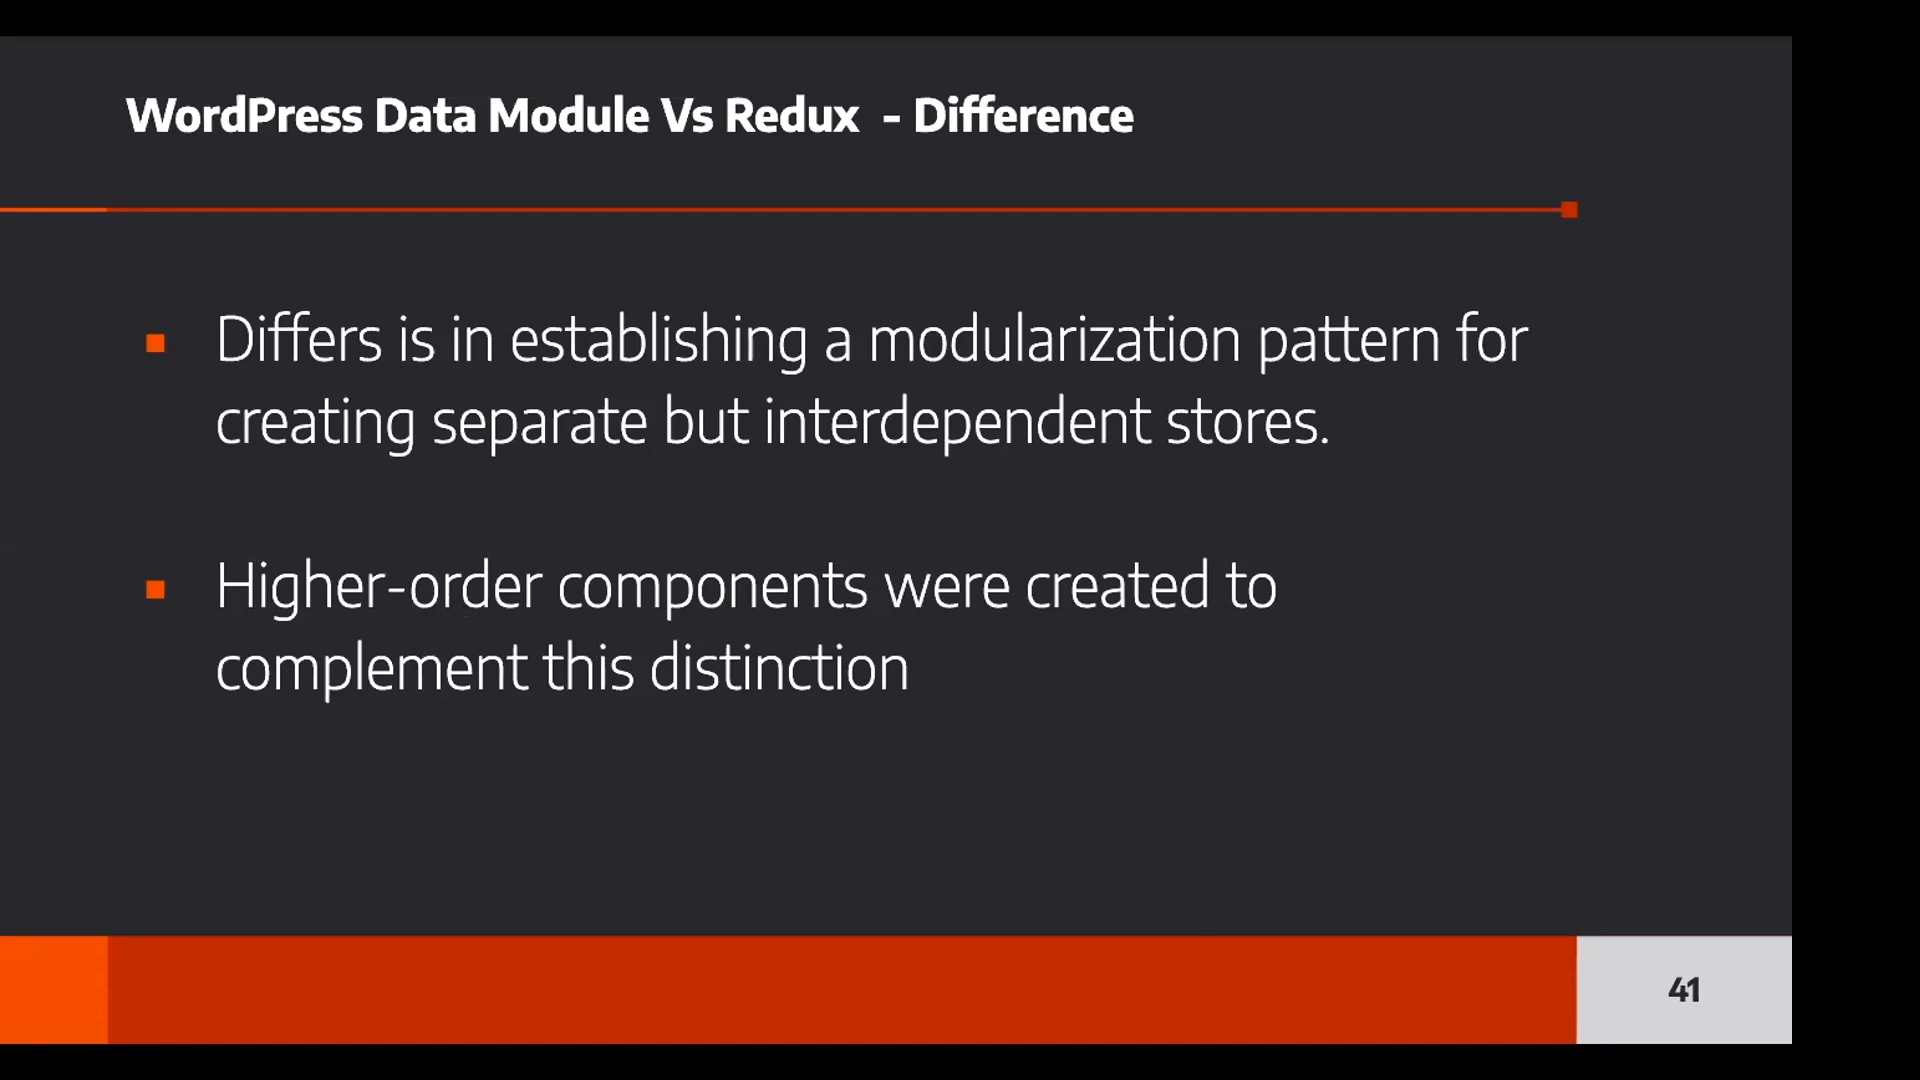 WordPress Data Module Vs Redux - Difference
Differs is in establishing a modularization pattern for
creating separate but interdependent stores.
Higher-order components were created to
complement this distinction
41